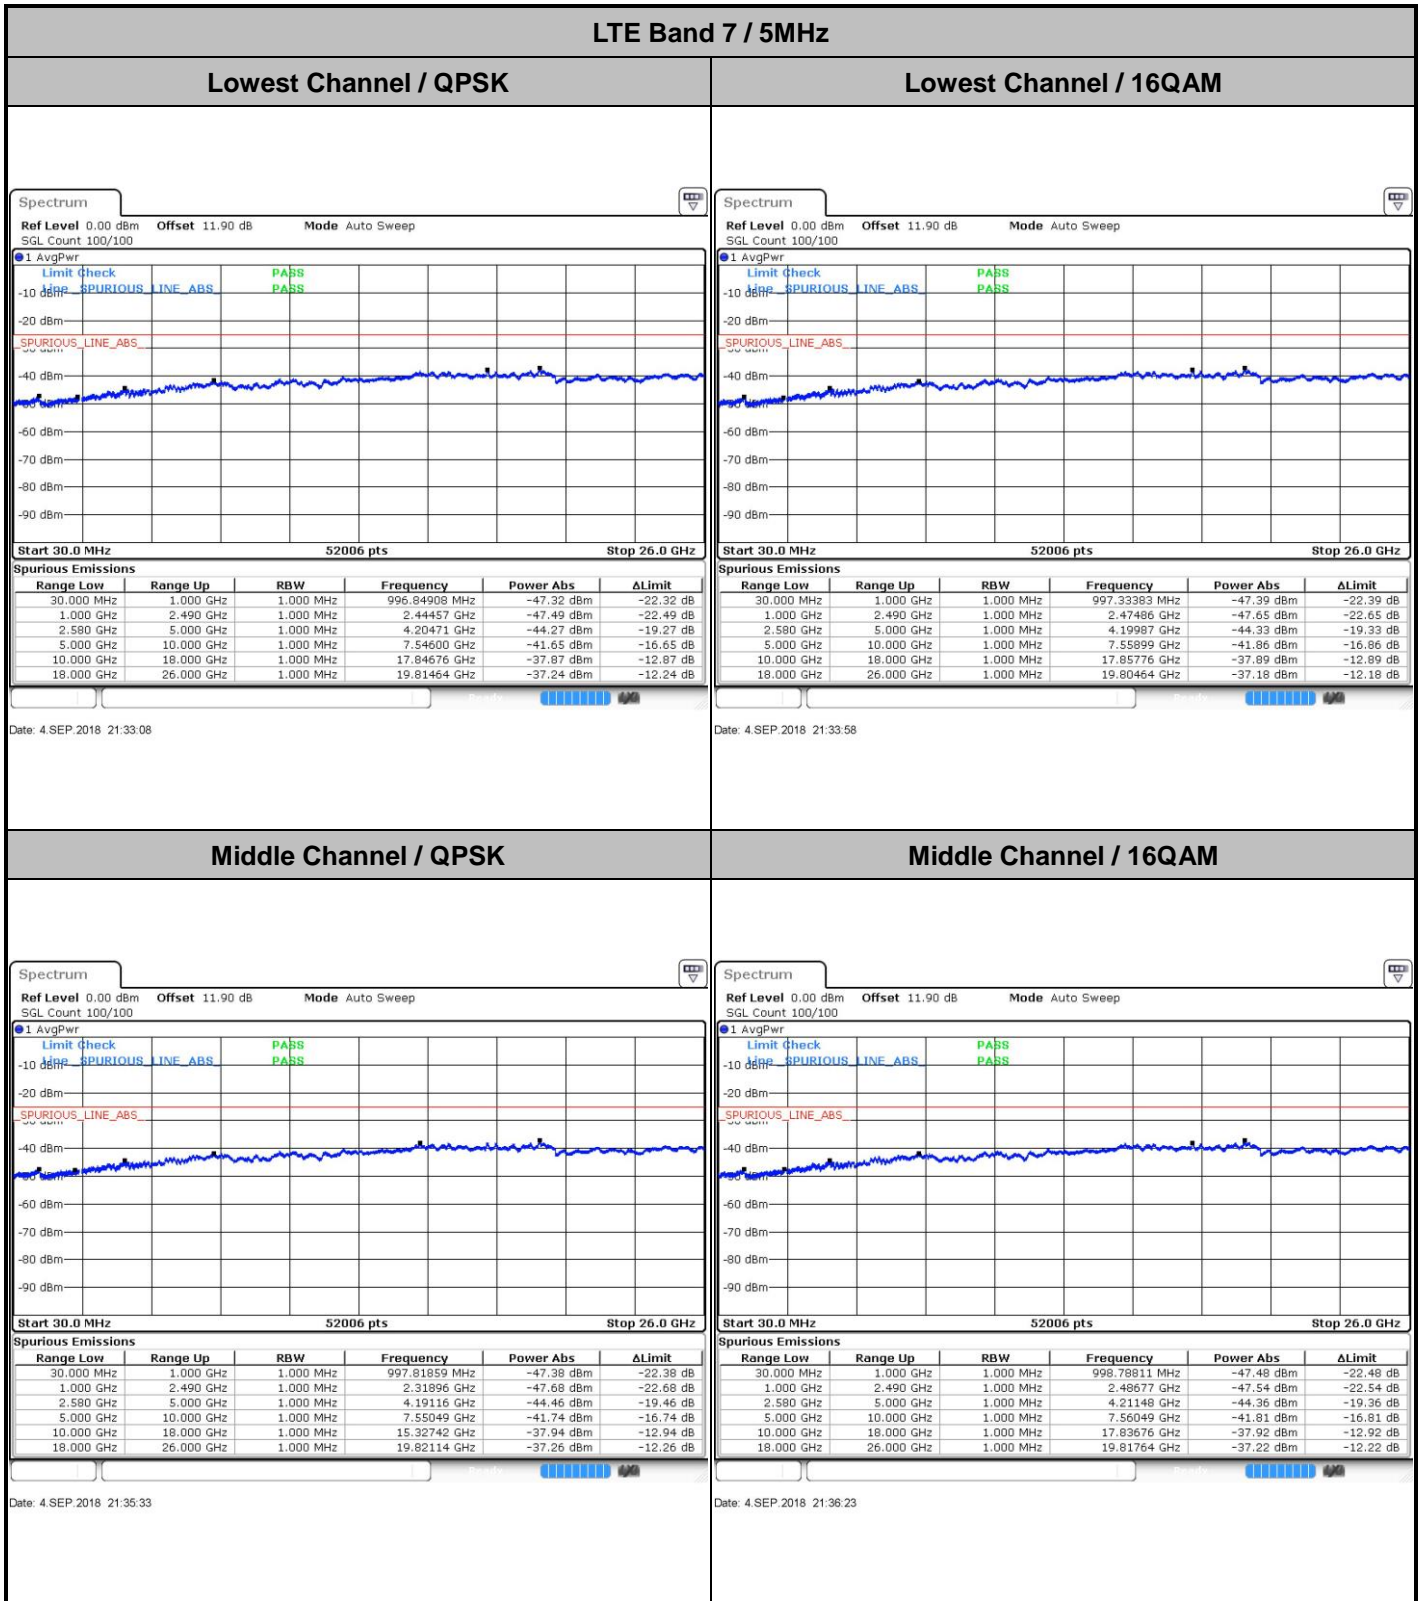 LTE Band 7 / 5MHz
Lowest Channel / QPSK
Lowest Channel / 16QAM
Spectrum
Ref Level 0.00 dBm Offset 11.90 dB Mode Auto Sweep
SGL Count 100/100
1 AvgPwr
Limit Check PASS
Line _SPURIOUS_LINE_ABS_ PASS
-10 dBm
-20 dBm
_SPURIOUS_LINE_ABS_
-30 dBm
-40 dBm
-50 dBm
-60 dBm
-70 dBm
-80 dBm
-90 dBm
Start 30.0 MHz 52006 pts Stop 26.0 GHz
Spurious Emissions
Range Low Range Up RBW Frequency Power Abs ΔLimit
30.000 MHz 1.000 GHz 1.000 MHz 996.84908 MHz -47.32 dBm -22.32 dB
1.000 GHz 2.490 GHz 1.000 MHz 2.44457 GHz -47.49 dBm -22.49 dB
2.580 GHz 5.000 GHz 1.000 MHz 4.20471 GHz -44.27 dBm -19.27 dB
5.000 GHz 10.000 GHz 1.000 MHz 7.54600 GHz -41.65 dBm -16.65 dB
10.000 GHz 18.000 GHz 1.000 MHz 17.84676 GHz -37.87 dBm -12.87 dB
18.000 GHz 26.000 GHz 1.000 MHz 19.81464 GHz -37.24 dBm -12.24 dB
Date: 4.SEP.2018 21:33:08
Spectrum
Ref Level 0.00 dBm Offset 11.90 dB Mode Auto Sweep
SGL Count 100/100
1 AvgPwr
Limit Check PASS
Line _SPURIOUS_LINE_ABS_ PASS
-10 dBm
-20 dBm
_SPURIOUS_LINE_ABS_
-30 dBm
-40 dBm
-50 dBm
-60 dBm
-70 dBm
-80 dBm
-90 dBm
Start 30.0 MHz 52006 pts Stop 26.0 GHz
Spurious Emissions
Range Low Range Up RBW Frequency Power Abs ΔLimit
30.000 MHz 1.000 GHz 1.000 MHz 997.33383 MHz -47.39 dBm -22.39 dB
1.000 GHz 2.490 GHz 1.000 MHz 2.47486 GHz -47.65 dBm -22.65 dB
2.580 GHz 5.000 GHz 1.000 MHz 4.19987 GHz -44.33 dBm -19.33 dB
5.000 GHz 10.000 GHz 1.000 MHz 7.55899 GHz -41.86 dBm -16.86 dB
10.000 GHz 18.000 GHz 1.000 MHz 17.85776 GHz -37.89 dBm -12.89 dB
18.000 GHz 26.000 GHz 1.000 MHz 19.80464 GHz -37.18 dBm -12.18 dB
Date: 4.SEP.2018 21:33:58
Middle Channel / QPSK
Middle Channel / 16QAM
Spectrum
Ref Level 0.00 dBm Offset 11.90 dB Mode Auto Sweep
SGL Count 100/100
1 AvgPwr
Limit Check PASS
Line _SPURIOUS_LINE_ABS_ PASS
-10 dBm
-20 dBm
_SPURIOUS_LINE_ABS_
-30 dBm
-40 dBm
-50 dBm
-60 dBm
-70 dBm
-80 dBm
-90 dBm
Start 30.0 MHz 52006 pts Stop 26.0 GHz
Spurious Emissions
Range Low Range Up RBW Frequency Power Abs ΔLimit
30.000 MHz 1.000 GHz 1.000 MHz 997.81859 MHz -47.38 dBm -22.38 dB
1.000 GHz 2.490 GHz 1.000 MHz 2.31896 GHz -47.68 dBm -22.68 dB
2.580 GHz 5.000 GHz 1.000 MHz 4.19116 GHz -44.46 dBm -19.46 dB
5.000 GHz 10.000 GHz 1.000 MHz 7.55049 GHz -41.74 dBm -16.74 dB
10.000 GHz 18.000 GHz 1.000 MHz 15.32742 GHz -37.94 dBm -12.94 dB
18.000 GHz 26.000 GHz 1.000 MHz 19.82114 GHz -37.26 dBm -12.26 dB
Date: 4.SEP.2018 21:35:33
Spectrum
Ref Level 0.00 dBm Offset 11.90 dB Mode Auto Sweep
SGL Count 100/100
1 AvgPwr
Limit Check PASS
Line _SPURIOUS_LINE_ABS_ PASS
-10 dBm
-20 dBm
_SPURIOUS_LINE_ABS_
-30 dBm
-40 dBm
-50 dBm
-60 dBm
-70 dBm
-80 dBm
-90 dBm
Start 30.0 MHz 52006 pts Stop 26.0 GHz
Spurious Emissions
Range Low Range Up RBW Frequency Power Abs ΔLimit
30.000 MHz 1.000 GHz 1.000 MHz 998.78811 MHz -47.48 dBm -22.48 dB
1.000 GHz 2.490 GHz 1.000 MHz 2.48677 GHz -47.54 dBm -22.54 dB
2.580 GHz 5.000 GHz 1.000 MHz 4.21148 GHz -44.36 dBm -19.36 dB
5.000 GHz 10.000 GHz 1.000 MHz 7.56049 GHz -41.81 dBm -16.81 dB
10.000 GHz 18.000 GHz 1.000 MHz 17.83676 GHz -37.92 dBm -12.92 dB
18.000 GHz 26.000 GHz 1.000 MHz 19.81764 GHz -37.22 dBm -12.22 dB
Date: 4.SEP.2018 21:36:23